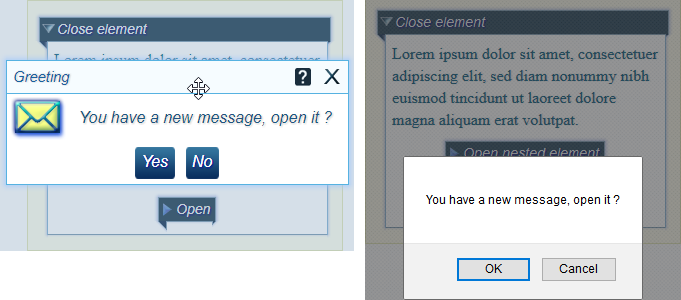 Close element
Lorem ipsum dolor sit amet, consectetuer
Greeting ? X
You have a new message, open it ?
Yes No
Open
Close element
Lorem ipsum dolor sit amet, consectetuer
adipiscing elit, sed diam nonummy nibh
euismod tincidunt ut laoreet dolore
magna aliquam erat volutpat.
Open nested element
You have a new message, open it ?
OK Cancel